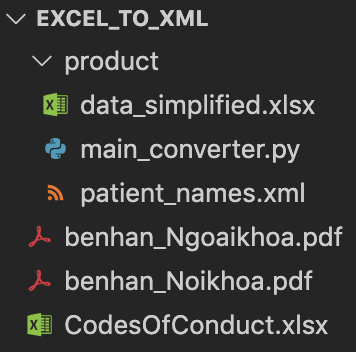 EXCEL_TO_XML
product
data_simplified.xlsx
main_converter.py
patient_names.xml
benhan_Ngoaikhoa.pdf
benhan_Noikhoa.pdf
CodesOfConduct.xlsx